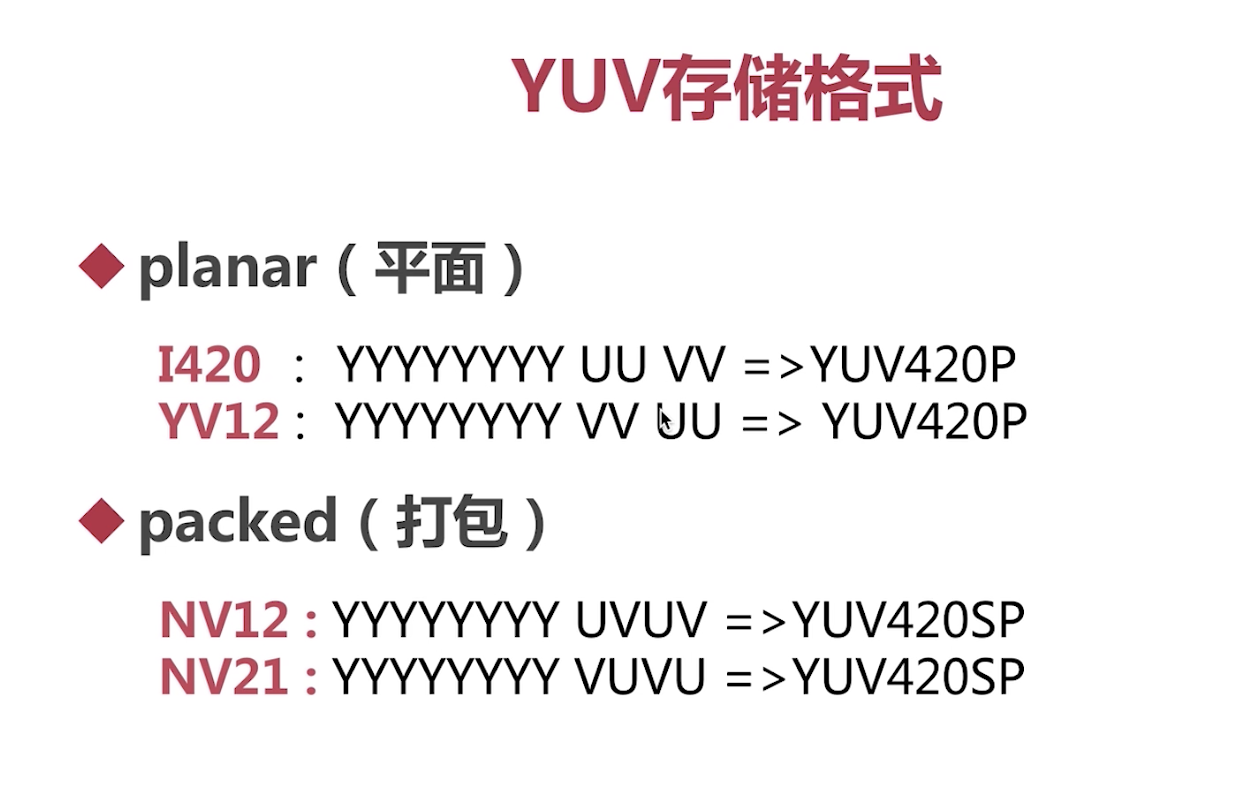 YUV存储格式
planar（平面）
I420 : YYYYYYYY UU VV =>YUV420P
YV12 : YYYYYYYY VV UU => YUV420P
packed（打包）
NV12 : YYYYYYYY UVUV =>YUV420SP
NV21 : YYYYYYYY VUVU =>YUV420SP